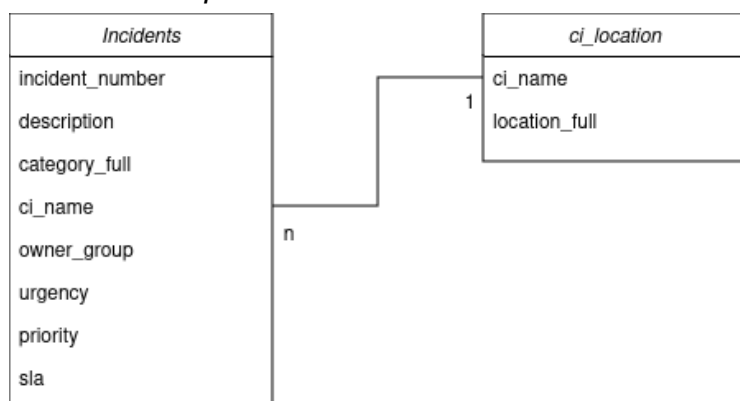 Incidents
incident_number
description
category_full
ci_name
owner_group
urgency
priority
sla
n
1
ci_location
ci_name
location_full